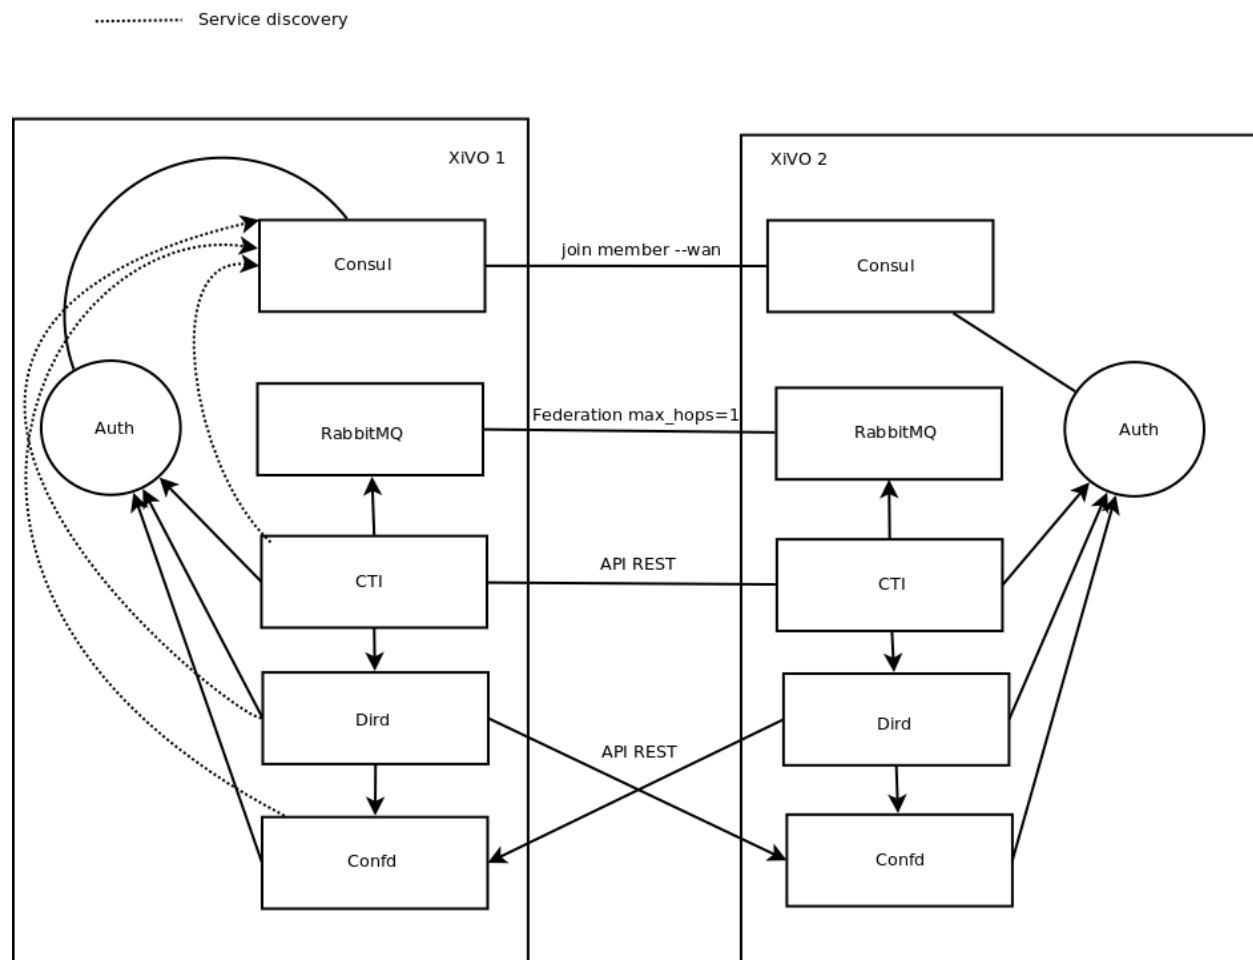 Service discovery
XiVO 1
XiVO 2
Consul
join member --wan
Consul
Auth
RabbitMQ
Federation max_hops=1
RabbitMQ
Auth
CTI
API REST
CTI
Dird
API REST
Dird
Confd
Confd